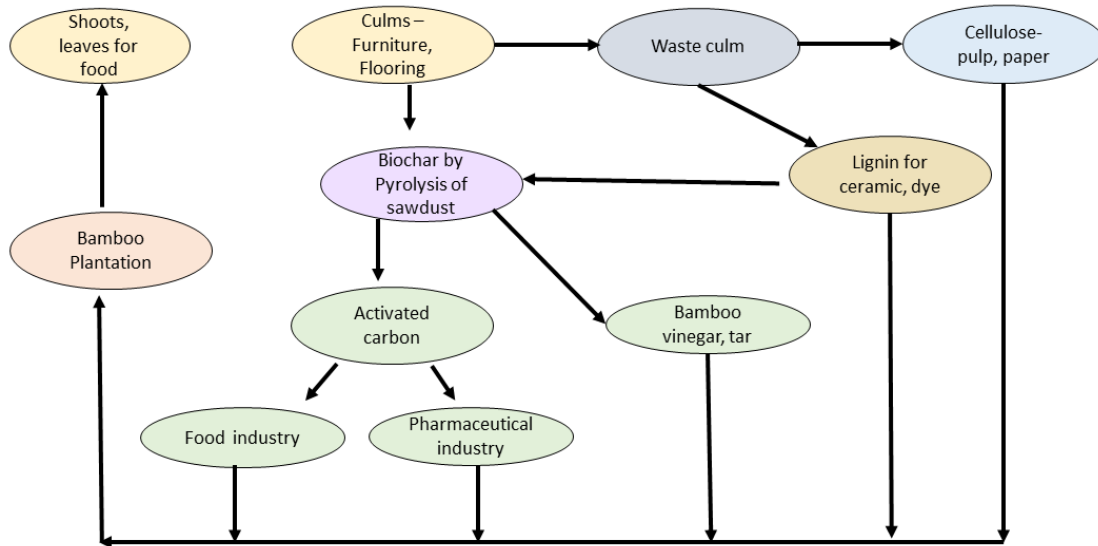 Shoots,
leaves for
food
Culms –
Furniture,
Flooring
Waste culm
Cellulose-
pulp, paper
Biochar by
Pyrolysis of
sawdust
Lignin for
ceramic, dye
Bamboo
Plantation
Activated
carbon
Bamboo
vinegar, tar
Food industry
Pharmaceutical
industry